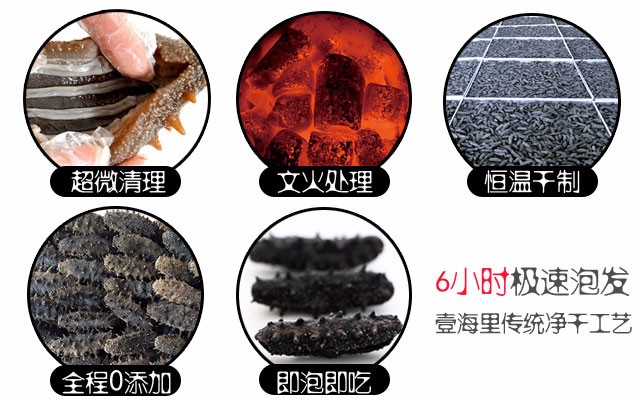 超微清理
文火处理
恒温干制
全程0添加
即泡即吃
6小时极速泡发
壹海里传统净干工艺